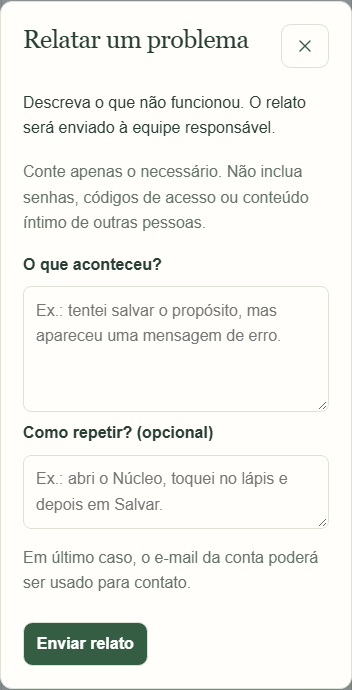 Relatar um problema
Descreva o que não funcionou. O relato
será enviado à equipe responsável.
Conte apenas o necessário. Não inclua
senhas, códigos de acesso ou conteúdo
íntimo de outras pessoas.
O que aconteceu?
Ex.: tentei salvar o propósito, mas
apareceu uma mensagem de erro.
Como repetir? (opcional)
Ex.: abri o Núcleo, toquei no lápis e
depois em Salvar.
Em último caso, o e-mail da conta poderá
ser usado para contato.
Enviar relato